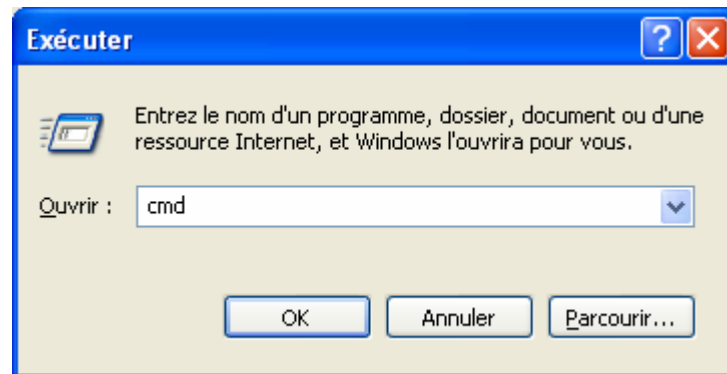 Exécuter
Entrez le nom d'un programme, dossier, document ou d'une
ressource Internet, et Windows l'ouvrira pour vous.
Ouvrir : cmd
OK Annuler Parcourir...